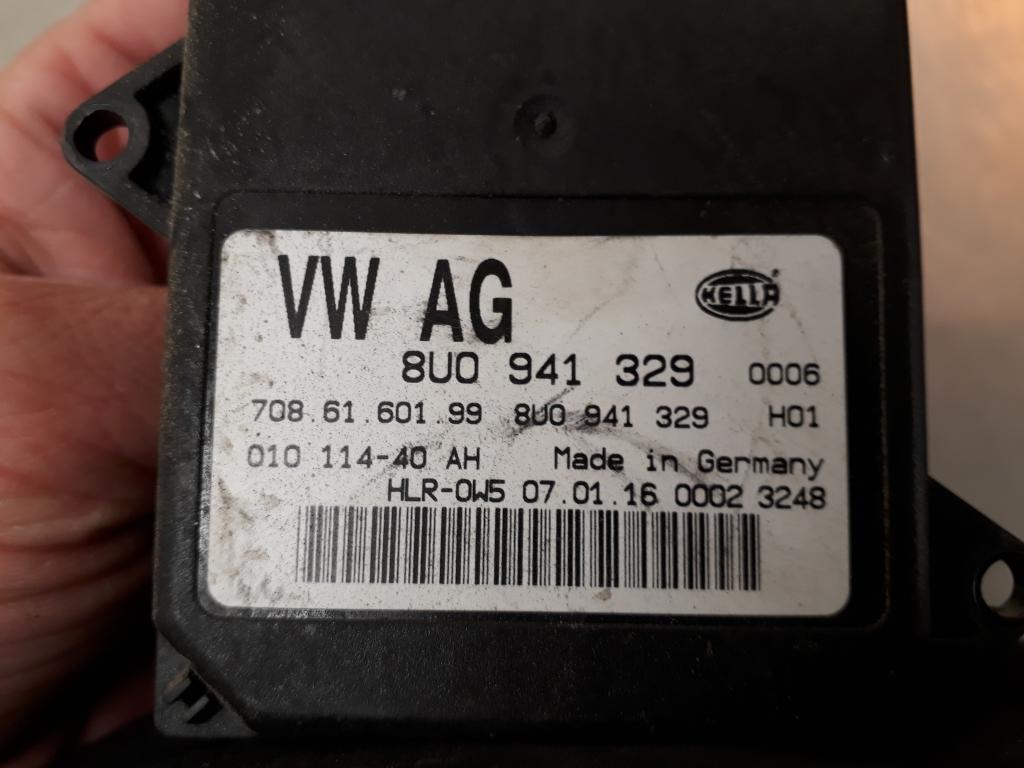 VW AG
HELLA
8U0 941 329 0006
708.61.601.99 8U0 941 329 H01
010 114-40 AH Made in Germany
HLR-0W5 07.01.16 0002 3248